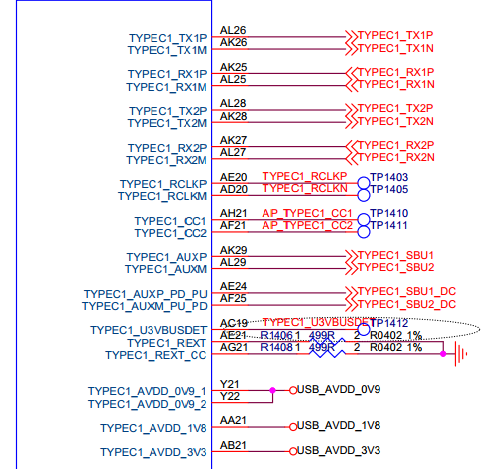 TYPEC1_TX1P AL26 TYPEC1_TX1P
TYPEC1_TX1M AK26 TYPEC1_TX1N
TYPEC1_RX1P AK25 TYPEC1_RX1P
TYPEC1_RX1M AL25 TYPEC1_RX1N
TYPEC1_TX2P AL28 TYPEC1_TX2P
TYPEC1_TX2M AK28 TYPEC1_TX2N
TYPEC1_RX2P AK27 TYPEC1_RX2P
TYPEC1_RX2M AL27 TYPEC1_RX2N
TYPEC1_RCLKP AE20 TYPEC1_RCLKP TP1403
TYPEC1_RCLKM AD20 TYPEC1_RCLKN TP1405
TYPEC1_CC1 AH21 AP_TYPEC1_CC1 TP1410
TYPEC1_CC2 AF21 AP_TYPEC1_CC2 TP1411
TYPEC1_AUXP AK29 TYPEC1_SBU1
TYPEC1_AUXM AL29 TYPEC1_SBU2
TYPEC1_AUXP_PD_PU AE24 TYPEC1_SBU1_DC
TYPEC1_AUXM_PU_PD AF25 TYPEC1_SBU2_DC
TYPEC1_U3VBUSDET AC19 TYPEC1_U3VBUSDET TP1412
TYPEC1_REXT AE21 R1406 1 499R 2 R0402 1%
TYPEC1_REXT_CC AG21 R1408 1 499R 2 R0402 1%
TYPEC1_AVDD_0V9_1 Y21 USB_AVDD_0V9
TYPEC1_AVDD_0V9_2 Y22
TYPEC1_AVDD_1V8 AA21 USB_AVDD_1V8
TYPEC1_AVDD_3V3 AB21 USB_AVDD_3V3